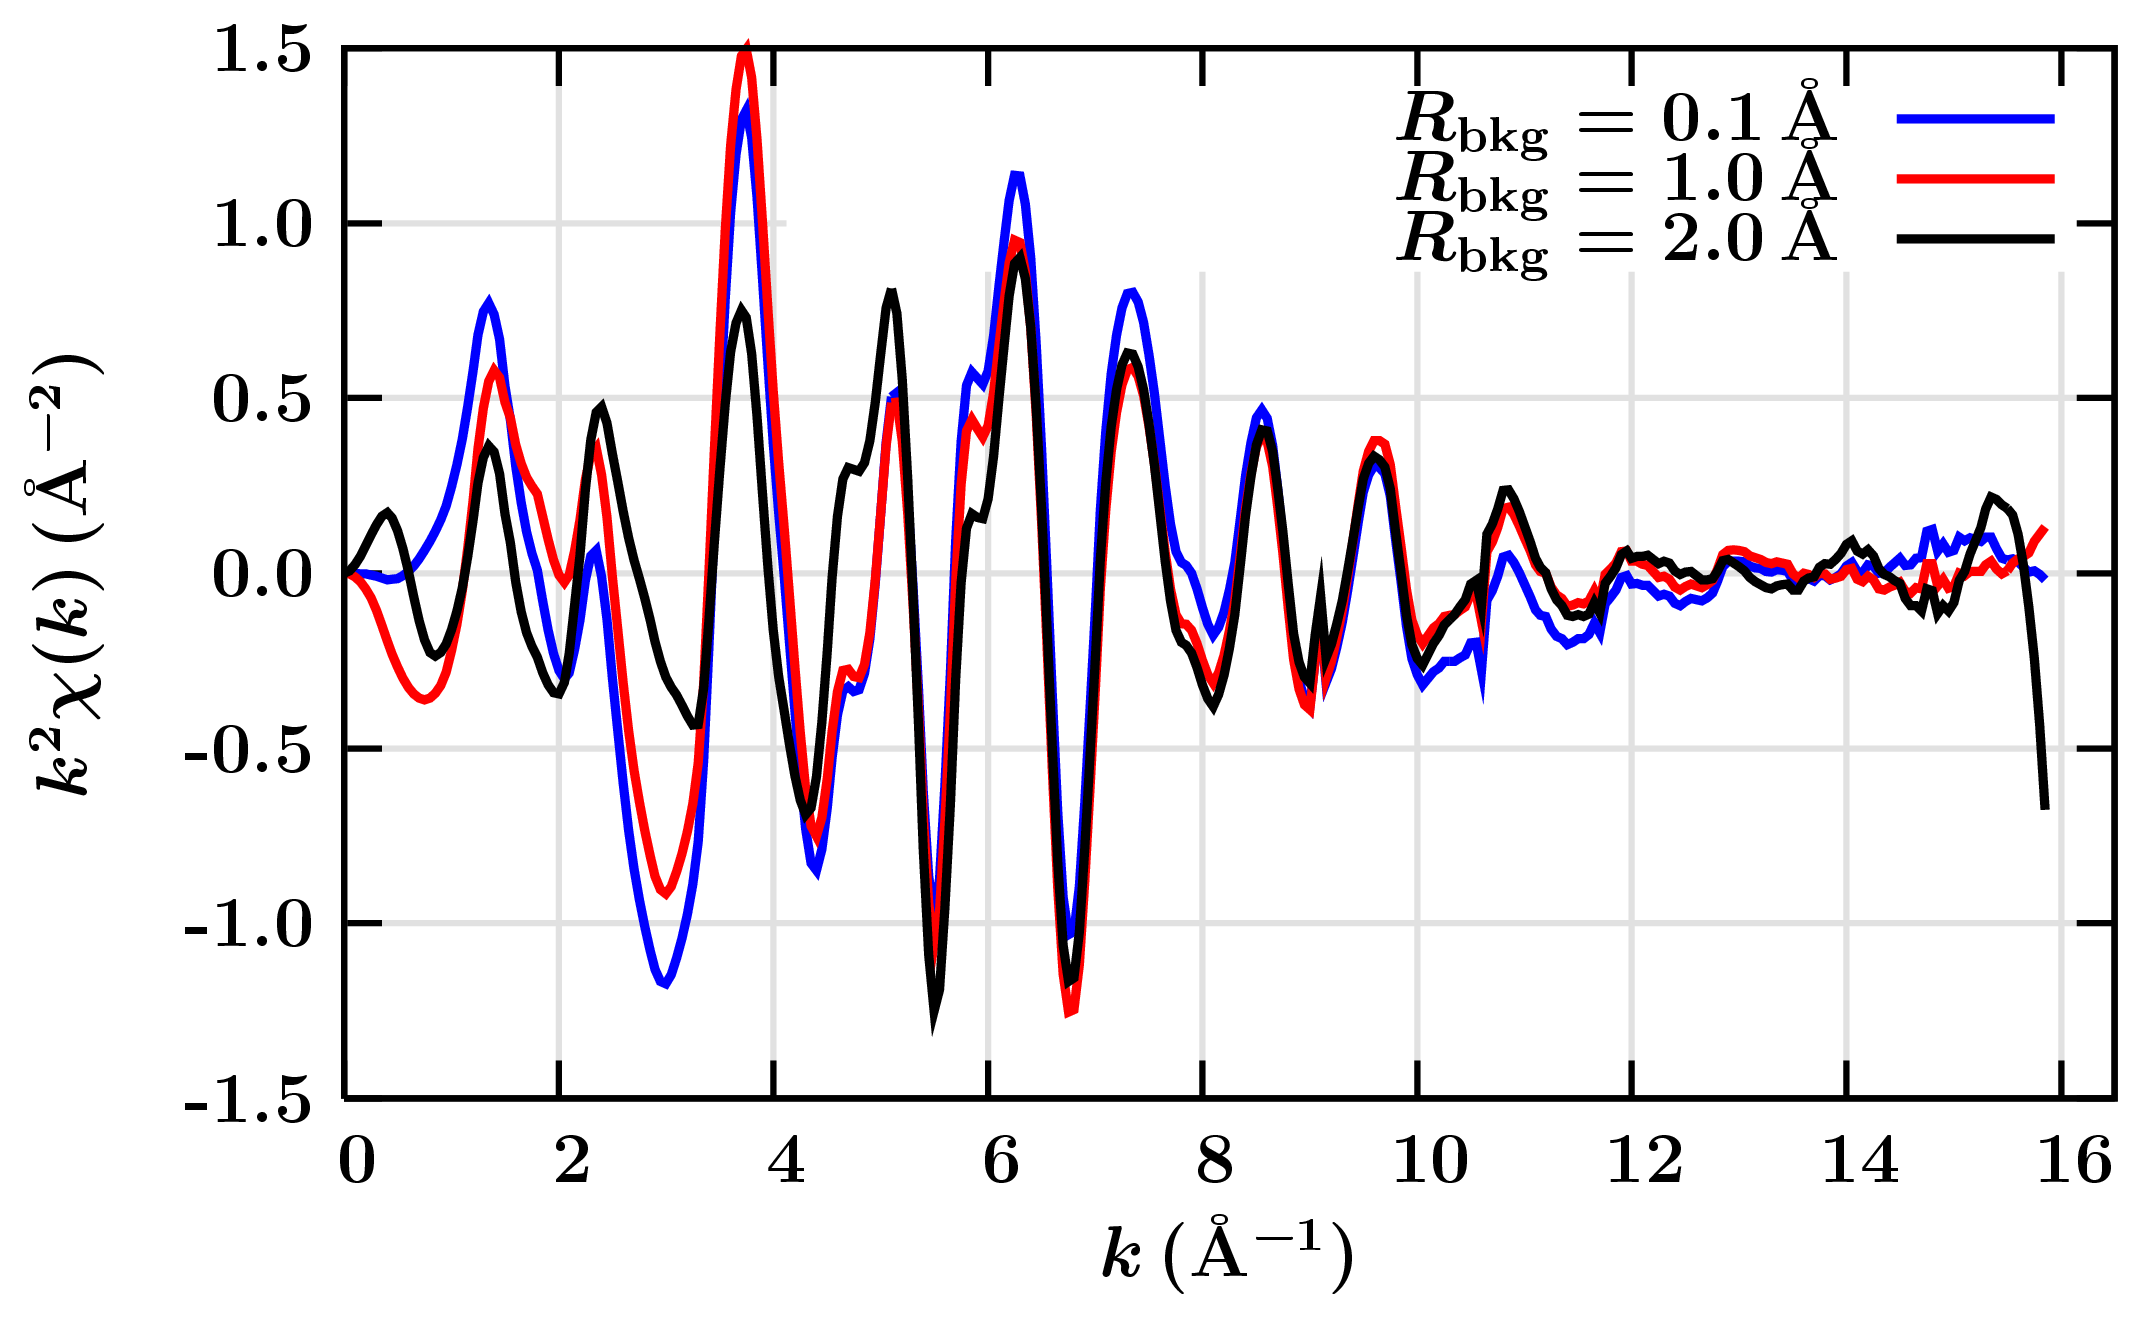 1.5
1.0
0.5
0.0
-0.5
-1.0
-1.5
k²χ(k) (Å⁻²)
R_bkg = 0.1 Å
R_bkg = 1.0 Å
R_bkg = 2.0 Å
0 2 4 6 8 10 12 14 16
k (Å⁻¹)